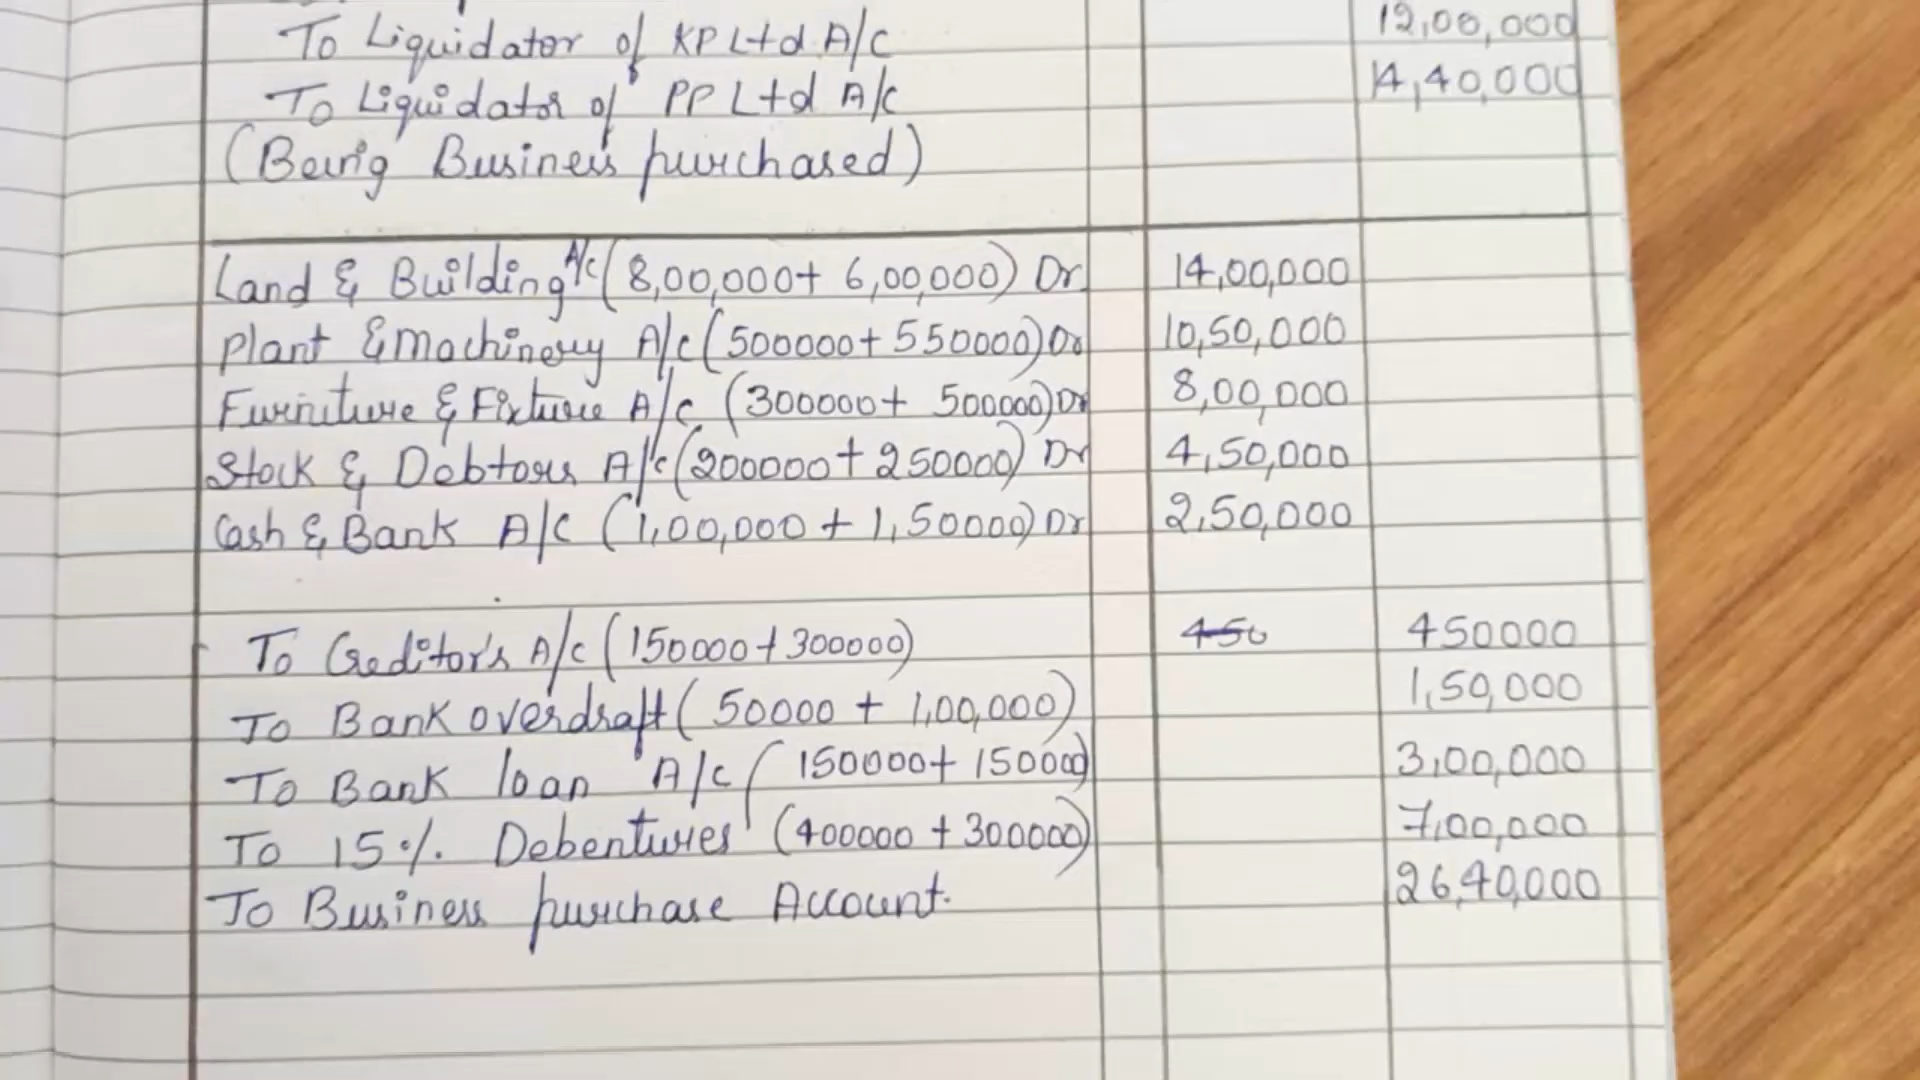 To Liquidator of KP Ltd A/c 12,00,000
To Liquidator of PP Ltd A/c 14,40,000
(Being Business purchased)
Land & Building A/c (8,00,000+ 6,00,000) Dr 14,00,000
Plant & Machinery A/c (500000+ 550000) Dr 10,50,000
Furniture & Fixture A/c (300000+ 500000) Dr 8,00,000
Stock & Debtors A/c (200000+250000) Dr 4,50,000
Cash & Bank A/c (1,00,000 + 1,50000) Dr 2,50,000
To Creditor's A/c (150000+300000) 450 450000
To Bank overdraft (50000 + 1,00,000) 1,50,000
To Bank loan A/c (150000+ 150000) 3,00,000
To 15% Debentures (400000 + 300000) 7,00,000
To Business purchase Account. 26,40,000